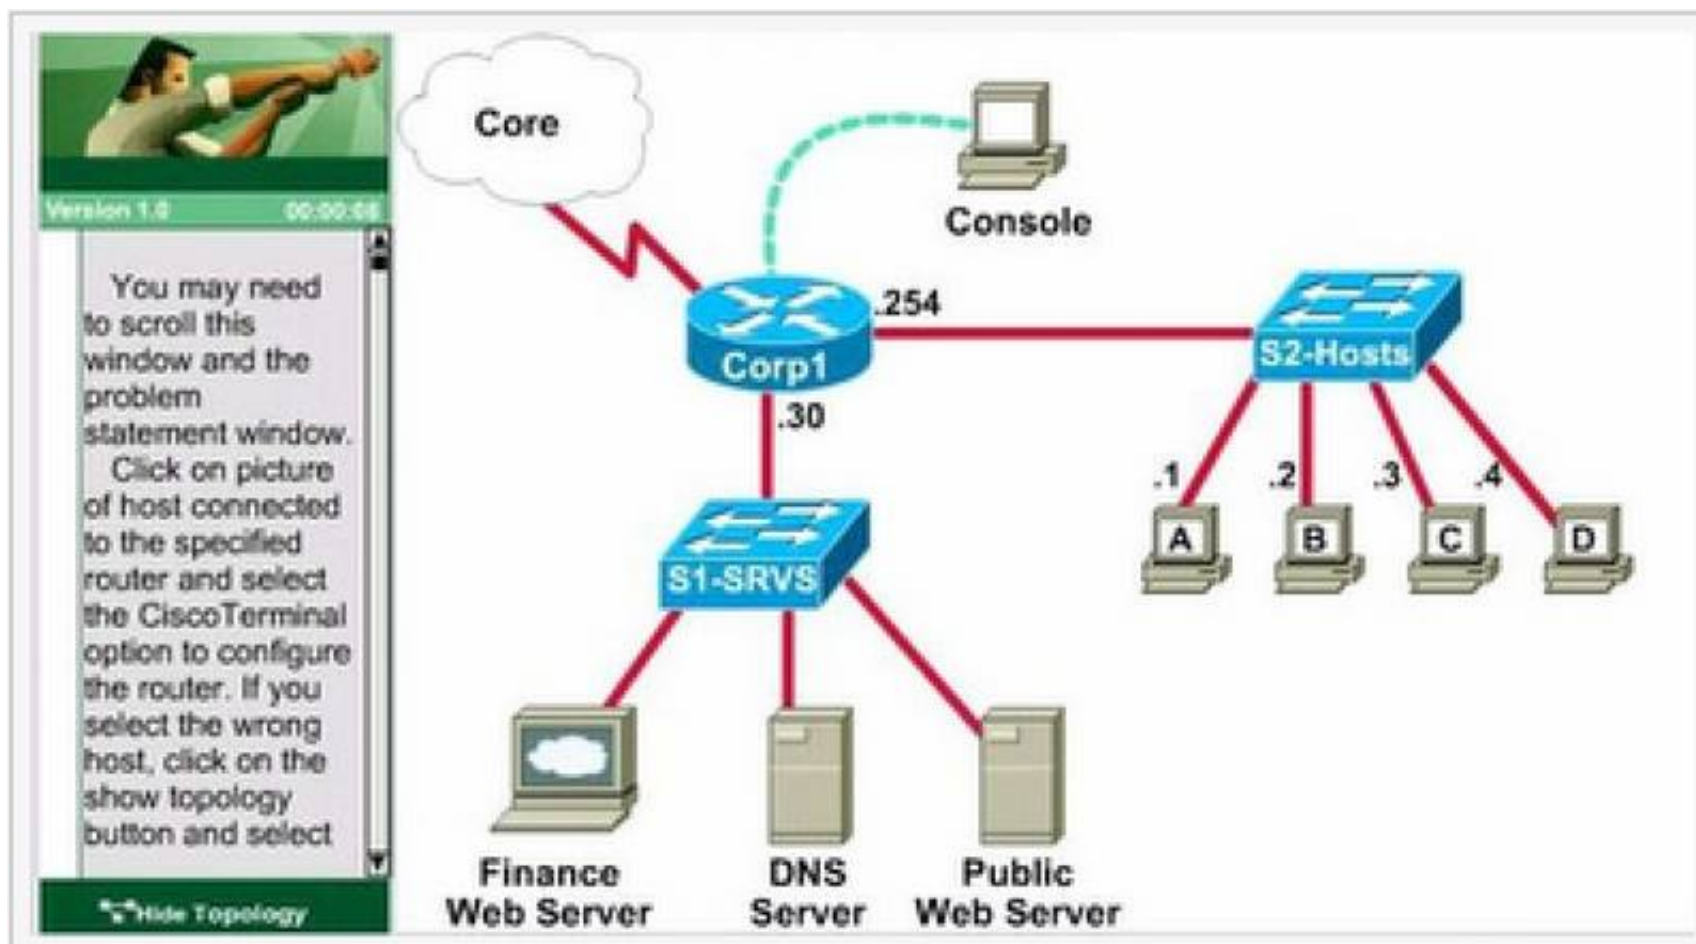 Version 1.0 00:00:08
You may need
to scroll this
window and the
problem
statement window.
Click on picture
of host connected
to the specified
router and select
the CiscoTerminal
option to configure
the router. If you
select the wrong
host, click on the
show topology
button and select
Hide Topology
Core
Console
.254
Corp1
S2-Hosts
.30
.1
.2
.3
.4
A
B
C
D
S1-SRVS
Finance
Web Server
DNS
Server
Public
Web Server